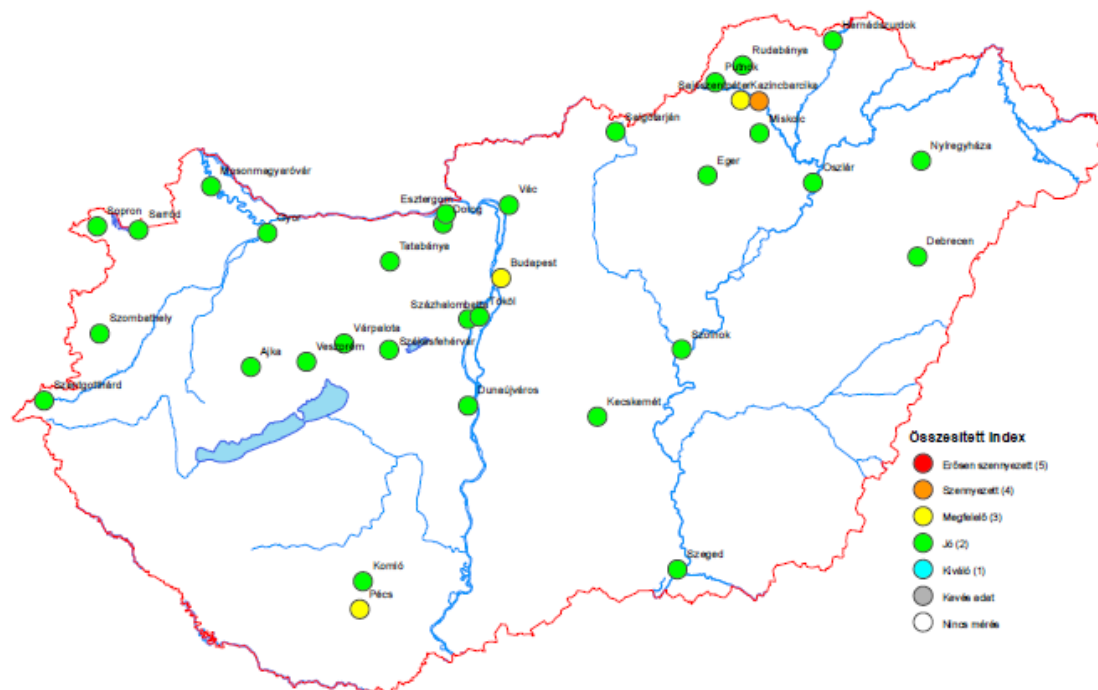 Hernádszurdok
Rudabánya
Putnok
Sajószentpéter
Kazincbarcika
Salgótarján
Miskolc
Nyíregyháza
Eger
Oszlár
Mosonmagyaróvár
Vác
Esztergom
Dorog
Sopron
Sarród
Győr
Tatabánya
Debrecen
Budapest
Százhalombatta
Tököl
Szombathely
Várpalota
Székesfehérvár
Szolnok
Ajka
Veszprém
Szentgotthárd
Dunaújváros
Kecskemét
Összesített Index
Erősen szennyezett (5)
Szennyezett (4)
Megfelelő (3)
Jó (2)
Kiváló (1)
Kevés adat
Nincs mérés
Szeged
Komló
Pécs